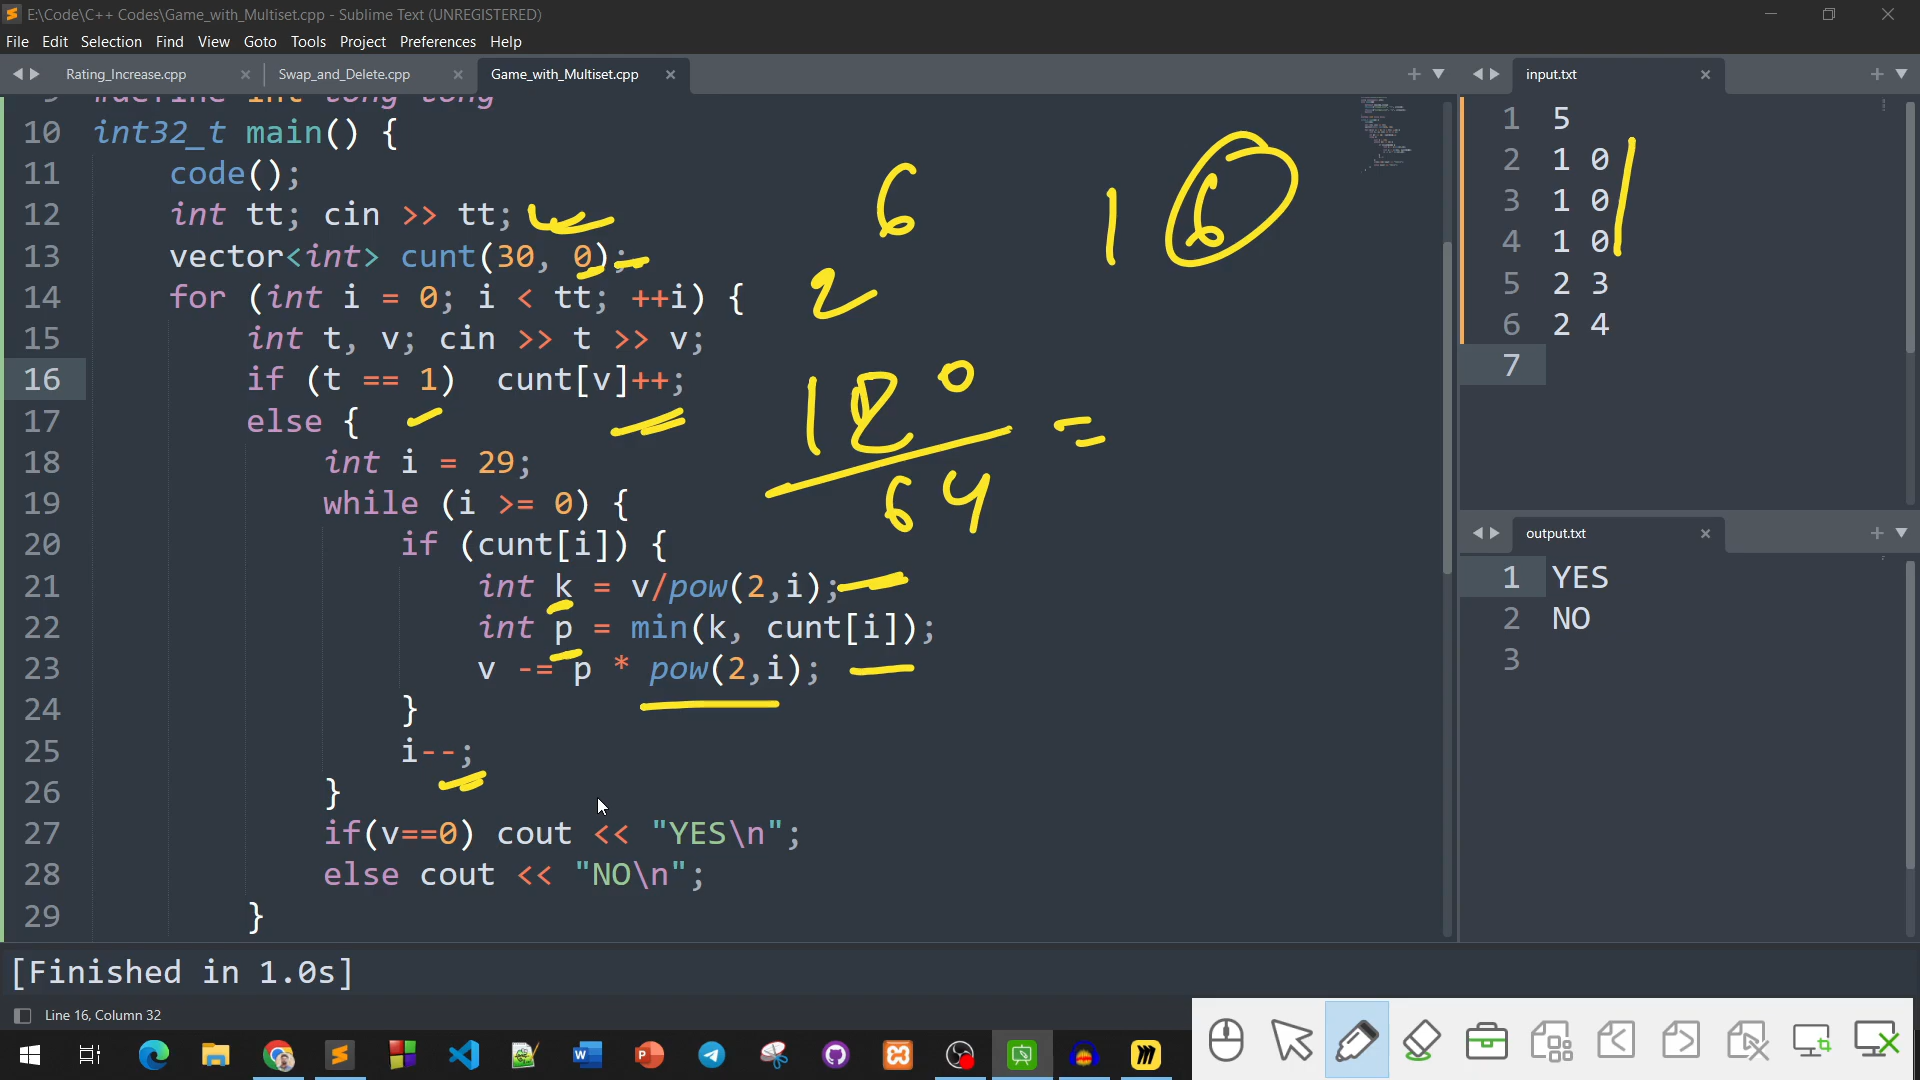 E:\Code\C++ Codes\Game_with_Multiset.cpp - Sublime Text (UNREGISTERED)
File Edit Selection Find View Goto Tools Project Preferences Help
Rating_Increase.cpp Swap_and_Delete.cpp Game_with_Multiset.cpp
9 #define int long long
10 int32_t main() {
11 code();
12 int tt; cin >> tt;
13 vector<int> cunt(30, 0);
14 for (int i = 0; i < tt; ++i) {
15 int t, v; cin >> t >> v;
16 if (t == 1) cunt[v]++;
17 else {
18 int i = 29;
19 while (i >= 0) {
20 if (cunt[i]) {
21 int k = v/pow(2,i);
22 int p = min(k, cunt[i]);
23 v -= p * pow(2,i);
24 }
25 i--;
26 }
27 if(v==0) cout << "YES\n";
28 else cout << "NO\n";
29 }
6
1 6
2
=
64
input.txt
1 5
2 1 0
3 1 0
4 1 0
5 2 3
6 2 4
7
output.txt
1 YES
2 NO
3
[Finished in 1.0s]
Line 16, Column 32